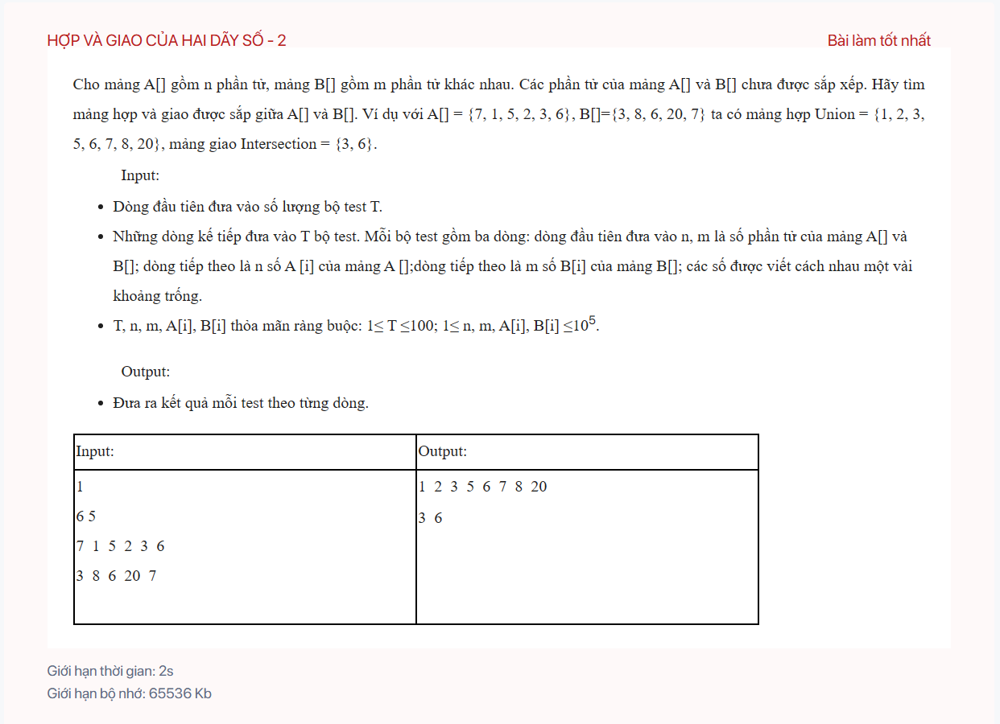 HỢP VÀ GIAO CỦA HAI DÃY SỐ - 2
Bài làm tốt nhất
Cho mảng A[] gồm n phần tử, mảng B[] gồm m phần tử khác nhau. Các phần tử của mảng A[] và B[] chưa được sắp xếp. Hãy tìm
mảng hợp và giao được sắp giữa A[] và B[]. Ví dụ với A[] = {7, 1, 5, 2, 3, 6}, B[]={3, 8, 6, 20, 7} ta có mảng hợp Union = {1, 2, 3,
5, 6, 7, 8, 20}, mảng giao Intersection = {3, 6}.
Input:
• Dòng đầu tiên đưa vào số lượng bộ test T.
• Những dòng kế tiếp đưa vào T bộ test. Mỗi bộ test gồm ba dòng: dòng đầu tiên đưa vào n, m là số phần tử của mảng A[] và
B[]; dòng tiếp theo là n số A [i] của mảng A [];dòng tiếp theo là m số B[i] của mảng B[]; các số được viết cách nhau một vài
khoảng trống.
• T, n, m, A[i], B[i] thỏa mãn ràng buộc: 1≤ T ≤100; 1≤ n, m, A[i], B[i] ≤10⁵.
Output:
• Đưa ra kết quả mỗi test theo từng dòng.
Input:
Output:
1
6 5
7 1 5 2 3 6
3 8 6 20 7
1 2 3 5 6 7 8 20
3 6
Giới hạn thời gian: 2s
Giới hạn bộ nhớ: 65536 Kb